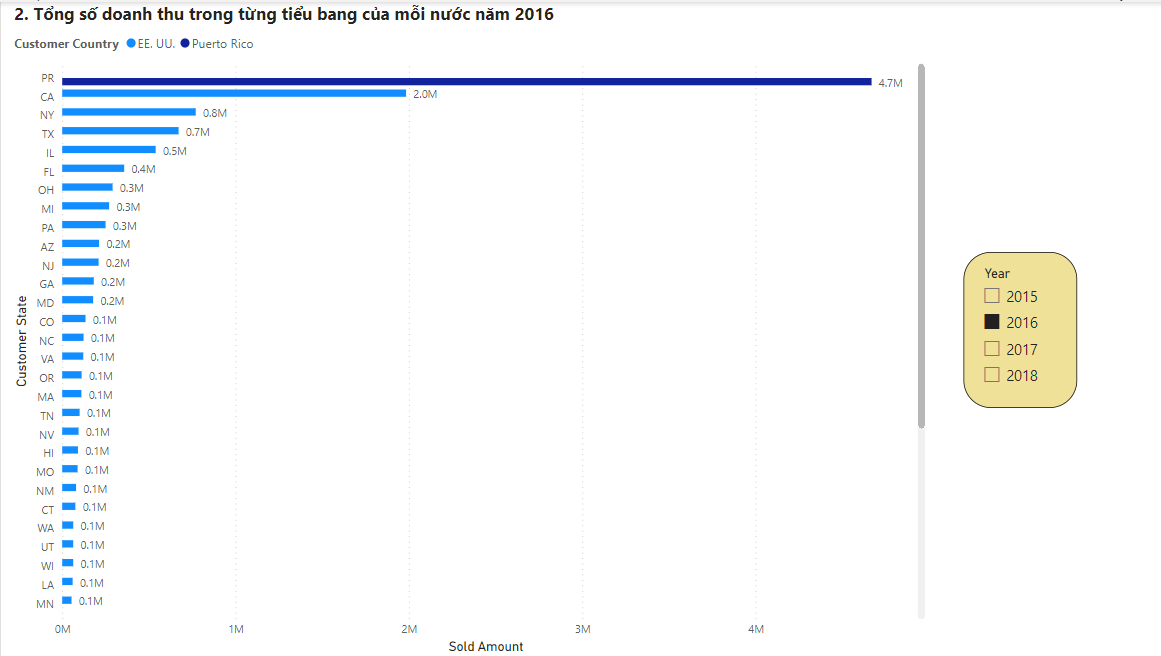 2. Tổng số doanh thu trong từng tiểu bang của mỗi nước năm 2016
Customer Country EE. UU. Puerto Rico
PR 4.7M
CA 2.0M
NY 0.8M
TX 0.7M
IL 0.5M
FL 0.4M
OH 0.3M
MI 0.3M
PA 0.3M
AZ 0.2M
NJ 0.2M
GA 0.2M
MD 0.2M
CO 0.1M
NC 0.1M
VA 0.1M
OR 0.1M
MA 0.1M
TN 0.1M
NV 0.1M
HI 0.1M
MO 0.1M
NM 0.1M
CT 0.1M
WA 0.1M
UT 0.1M
WI 0.1M
LA 0.1M
MN 0.1M
Customer State
0M 1M 2M 3M 4M
Sold Amount
Year
2015
2016
2017
2018